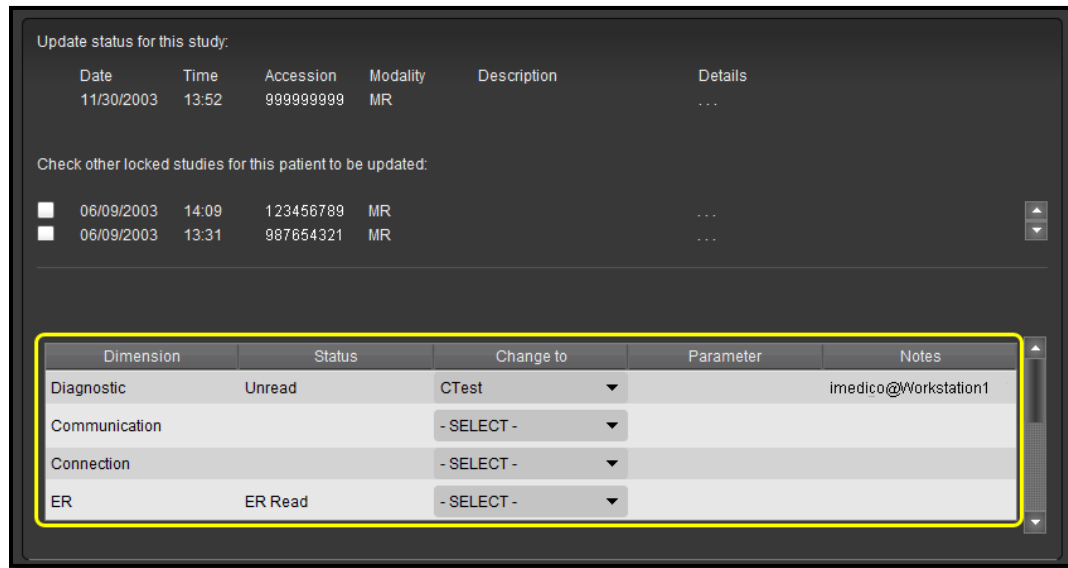 Update status for this study:
Date Time Accession Modality Description Details
11/30/2003 13:52 999999999 MR ...
Check other locked studies for this patient to be updated:
06/09/2003 14:09 123456789 MR ...
06/09/2003 13:31 987654321 MR ...
Dimension Status Change to Parameter Notes
Diagnostic Unread CTest imedico@Workstation1
Communication - SELECT -
Connection - SELECT -
ER ER Read - SELECT -